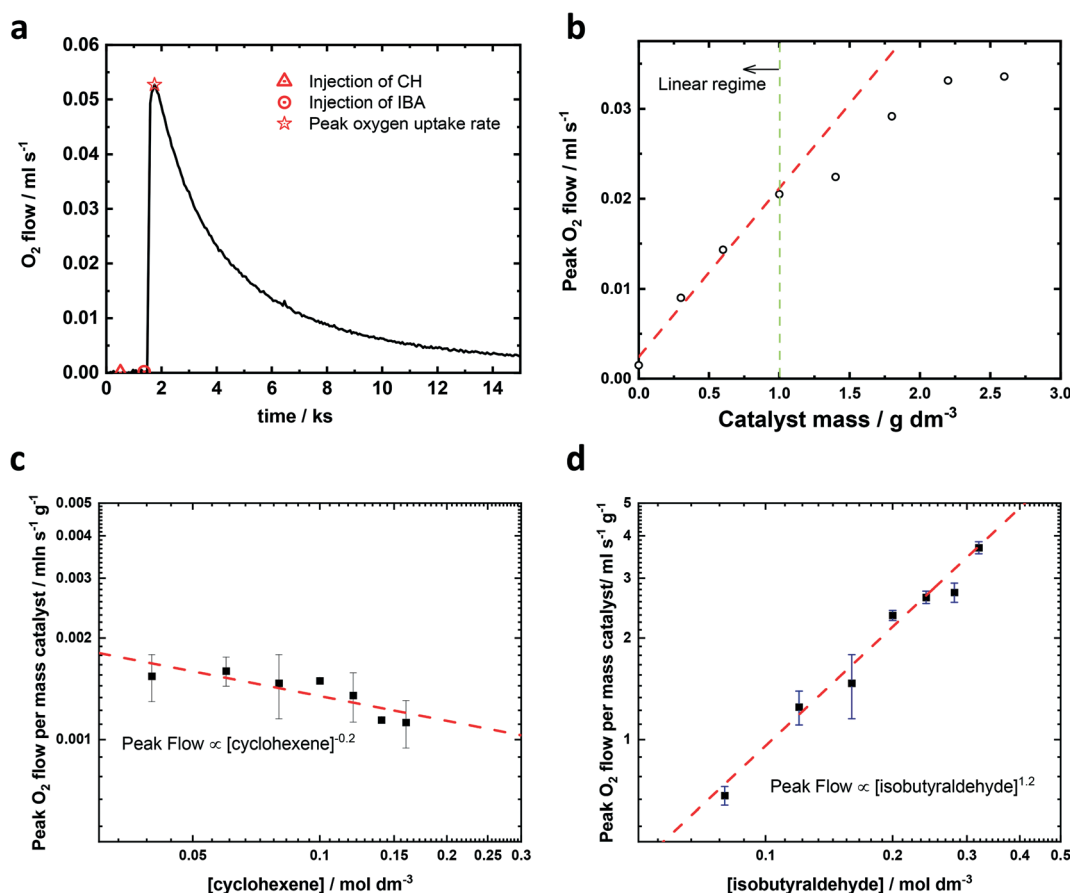 a
0.06
0.05
0.04
0.03
0.02
0.01
0.00
O₂ flow / ml s⁻¹
Injection of CH
Injection of IBA
Peak oxygen uptake rate
0 2 4 6 8 10 12 14
time / ks
b
0.03
0.02
0.01
0.00
Peak O₂ flow / ml s⁻¹
Linear regime
0.0 0.5 1.0 1.5 2.0 2.5 3.0
Catalyst mass / g dm⁻³
c
0.005
0.004
0.003
0.002
0.001
Peak O₂ flow per mass catalyst / mln s⁻¹ g⁻¹
Peak Flow ∝ [cyclohexene]⁻⁰·²
0.05 0.1 0.15 0.2 0.25 0.3
[cyclohexene] / mol dm⁻³
d
5
4
3
2
1
Peak O₂ flow per mass catalyst/ ml s⁻¹ g⁻¹
Peak Flow ∝ [isobutyraldehyde]¹·²
0.1 0.2 0.3 0.4 0.5
[isobutyraldehyde] / mol dm⁻³